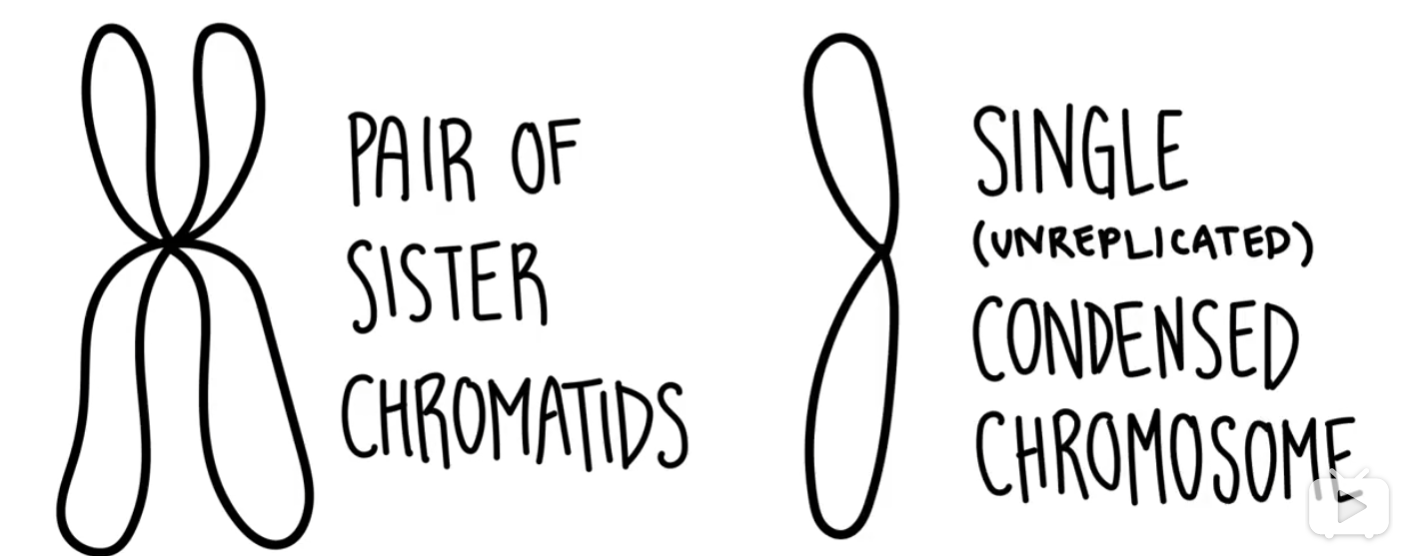 PAIR OF
SISTER
CHROMATIDS
SINGLE
(UNREPLICATED)
CONDENSED
CHROMOSOME